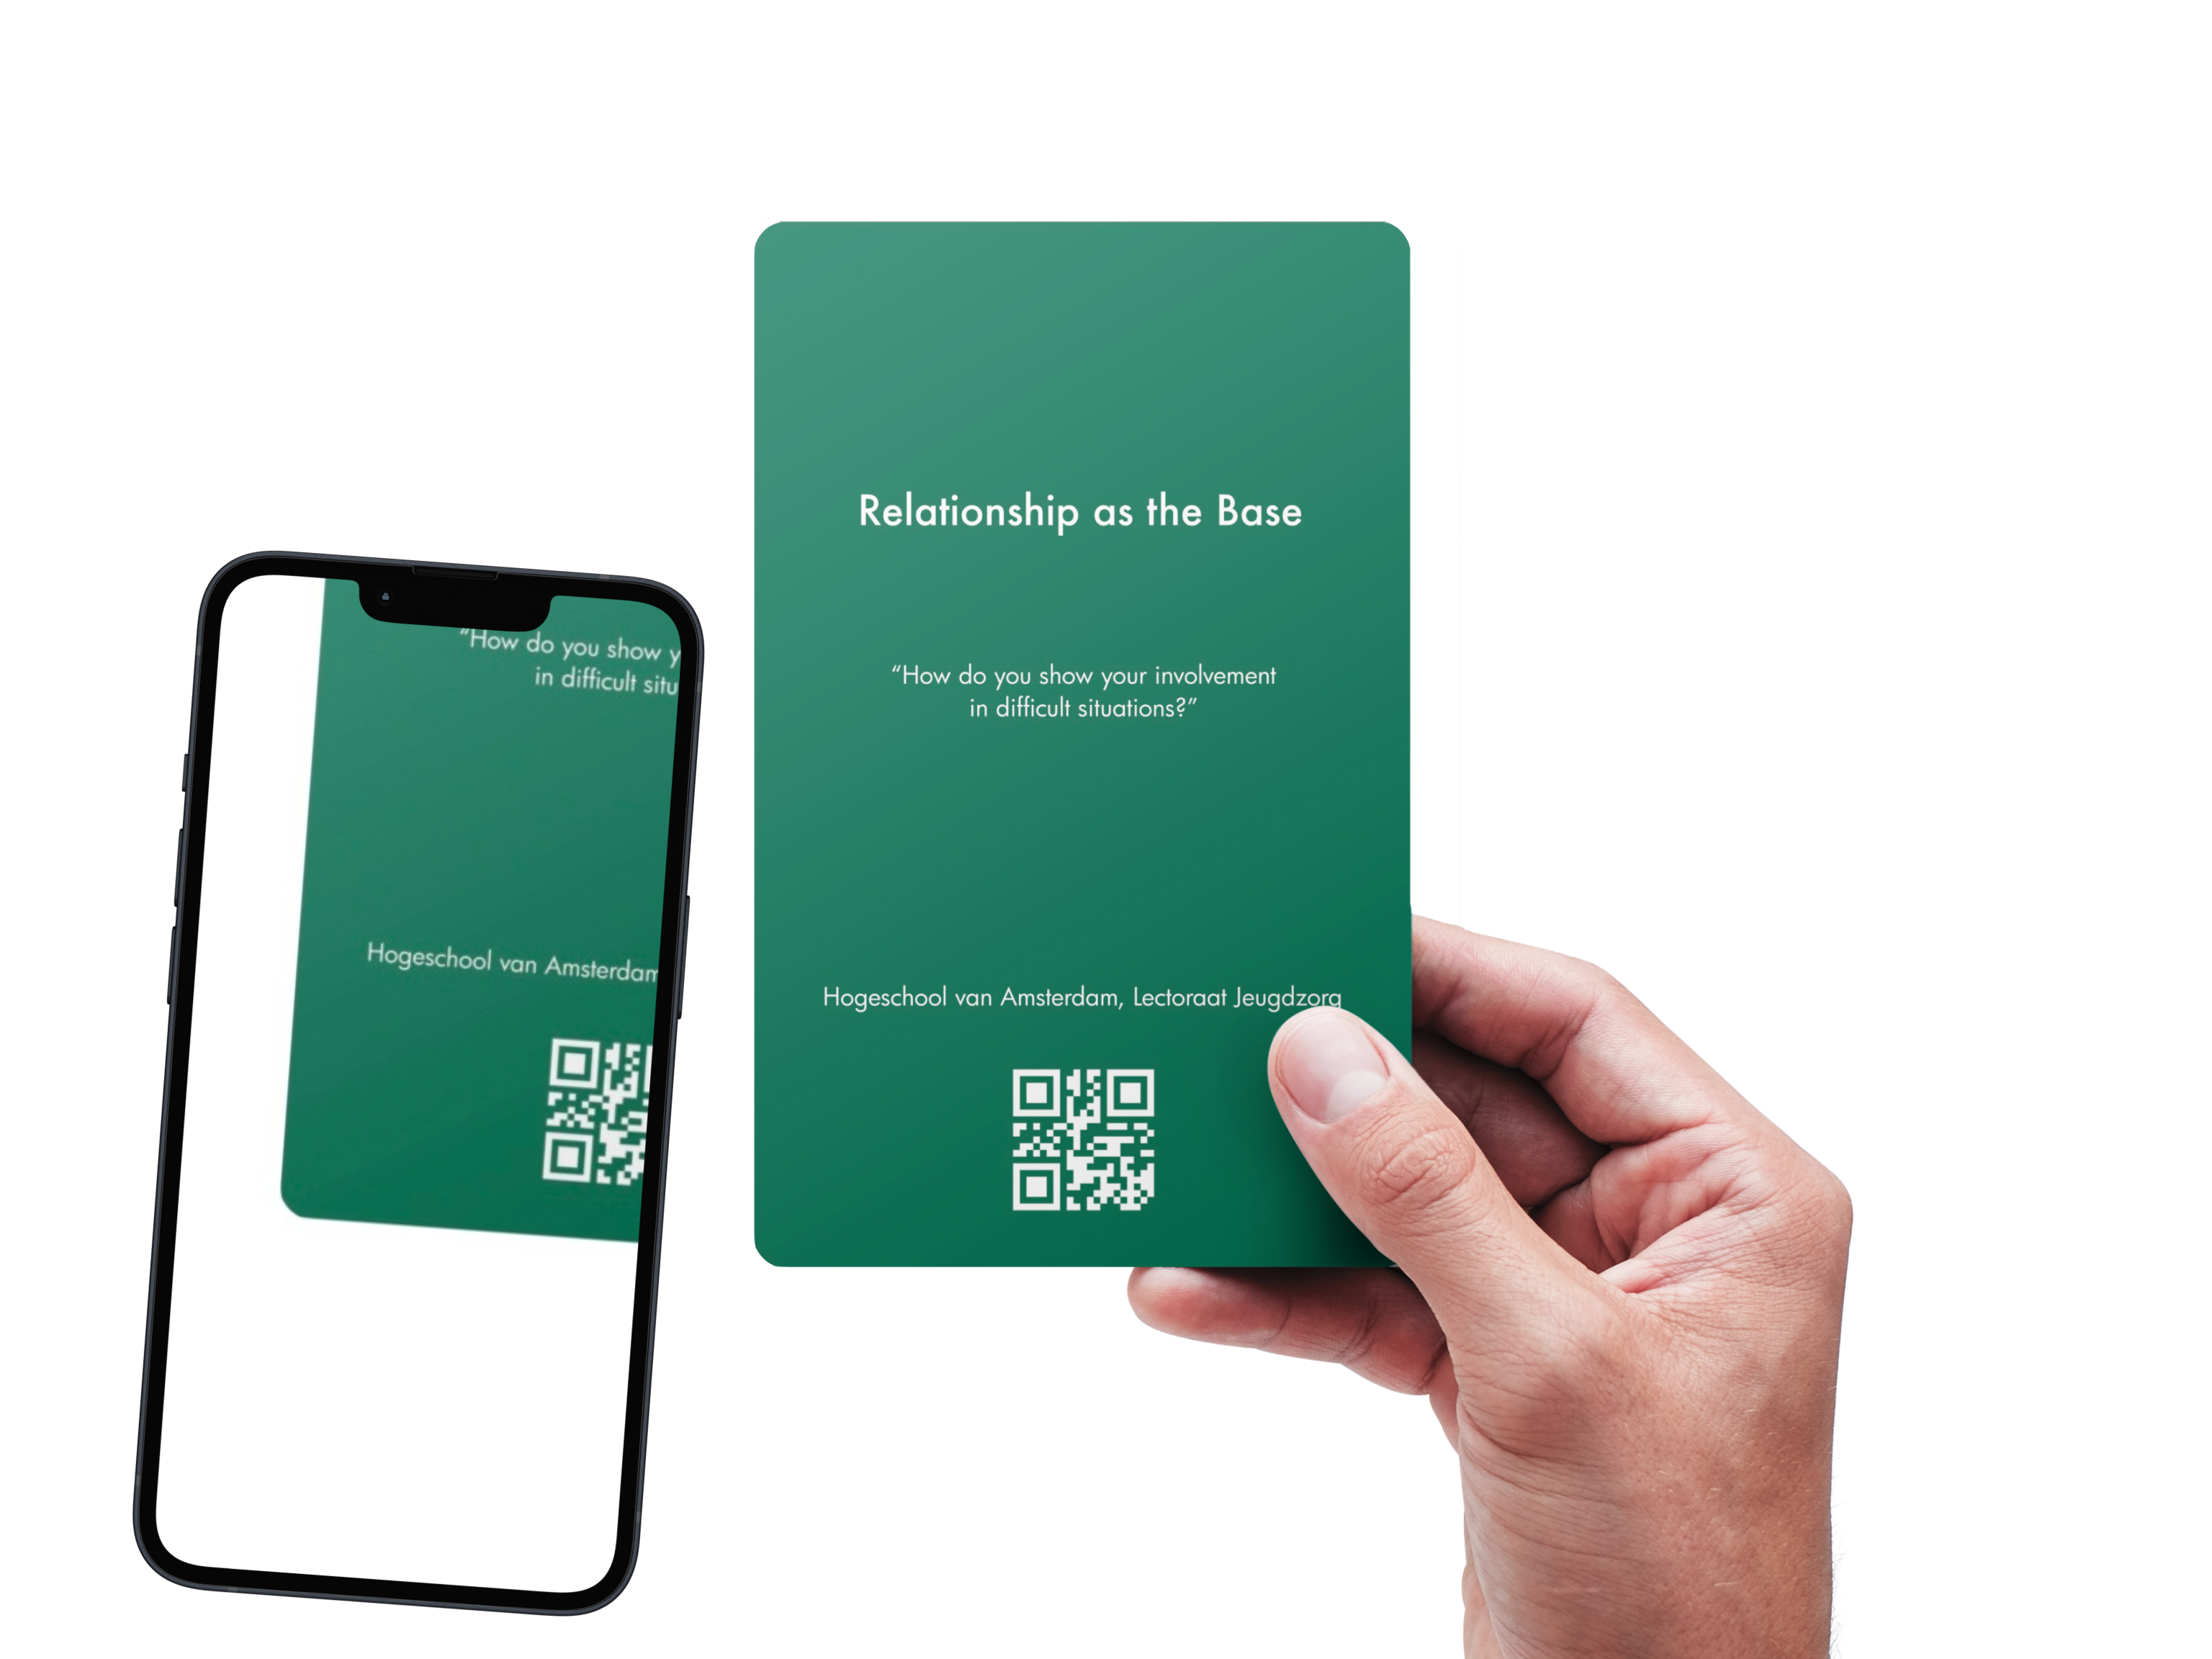 Relationship as the Base
“How do you show your involvement
in difficult situations?”
Hogeschool van Amsterdam, Lectoraat Jeugdzorg
“How do you show
in difficult
Hogeschool van Amsterdam